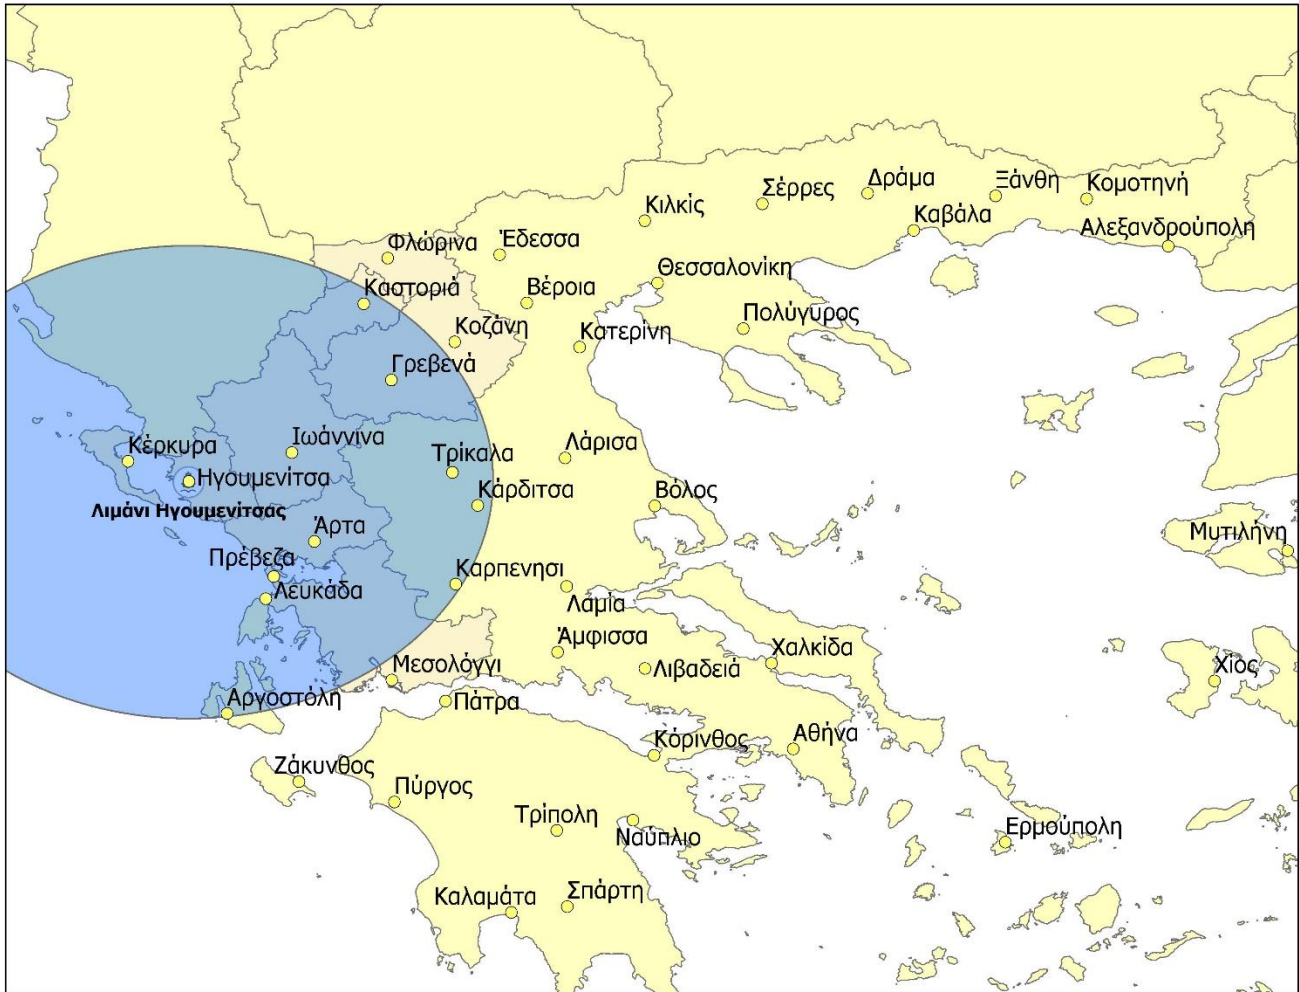 Δράμα
Ξάνθη
Κομοτηνή
Σέρρες
Κιλκίς
Καβάλα
Αλεξανδρούπολη
Φλώρινα
Έδεσσα
Θεσσαλονίκη
Καστοριά
Βέροια
Πολύγυρος
Κοζάνη
Κατερίνη
Γρεβενά
Κέρκυρα
Ιωάννινα
Τρίκαλα
Λάρισα
Ηγουμενίτσα
Κάρδιτσα
Βόλος
Λιμάνι Ηγουμενίτσας
Άρτα
Μυτιλήνη
Πρέβεζα
Λευκάδα
Καρπενησι
Λαμία
Άμφισσα
Μεσολόγγι
Λιβαδειά
Χαλκίδα
Χίος
Αργοστόλη
Πάτρα
Κόρινθος
Αθήνα
Ζάκυνθος
Πύργος
Τρίπολη
Ναύπλιο
Ερμούπολη
Καλαμάτα
Σπάρτη